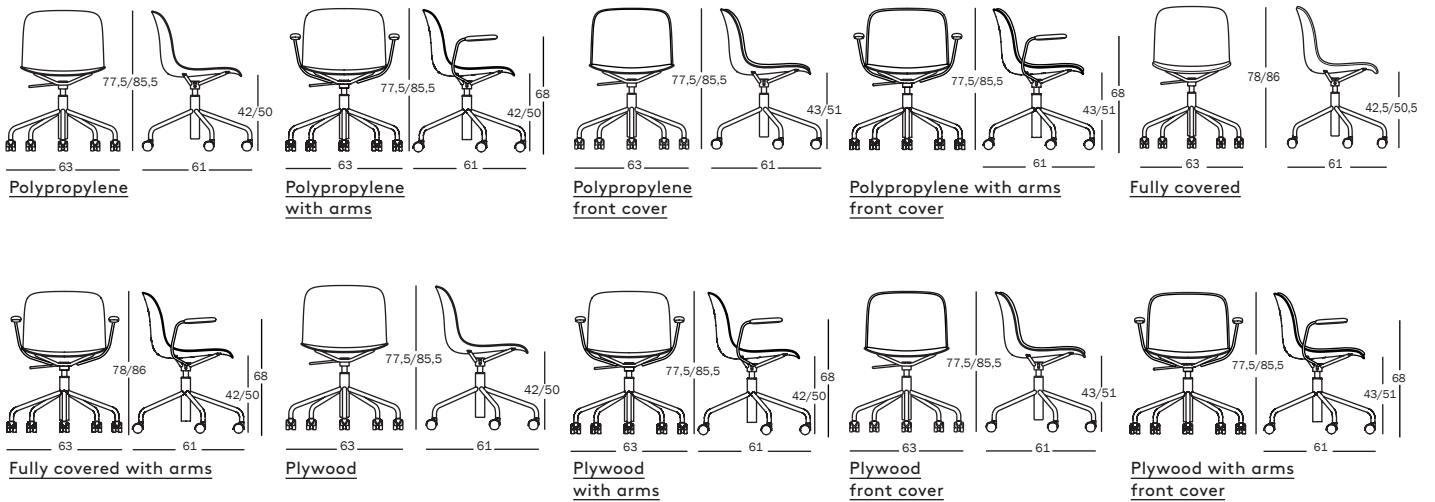 77,5/85,5
42/50
63
61
Polypropylene
77,5/85,5
68
42/50
63
61
Polypropylene
with arms
77,5/85,5
43/51
63
61
Polypropylene
front cover
77,5/85,5
68
43/51
63
61
Polypropylene with arms
front cover
78/86
42,5/50,5
63
61
Fully covered
78/86
68
42/50
63
61
Fully covered with arms
77,5/85,5
42/50
63
61
Plywood
77,5/85,5
68
42/50
63
61
Plywood
with arms
77,5/85,5
43/51
63
61
Plywood
front cover
77,5/85,5
68
43/51
63
61
Plywood with arms
front cover